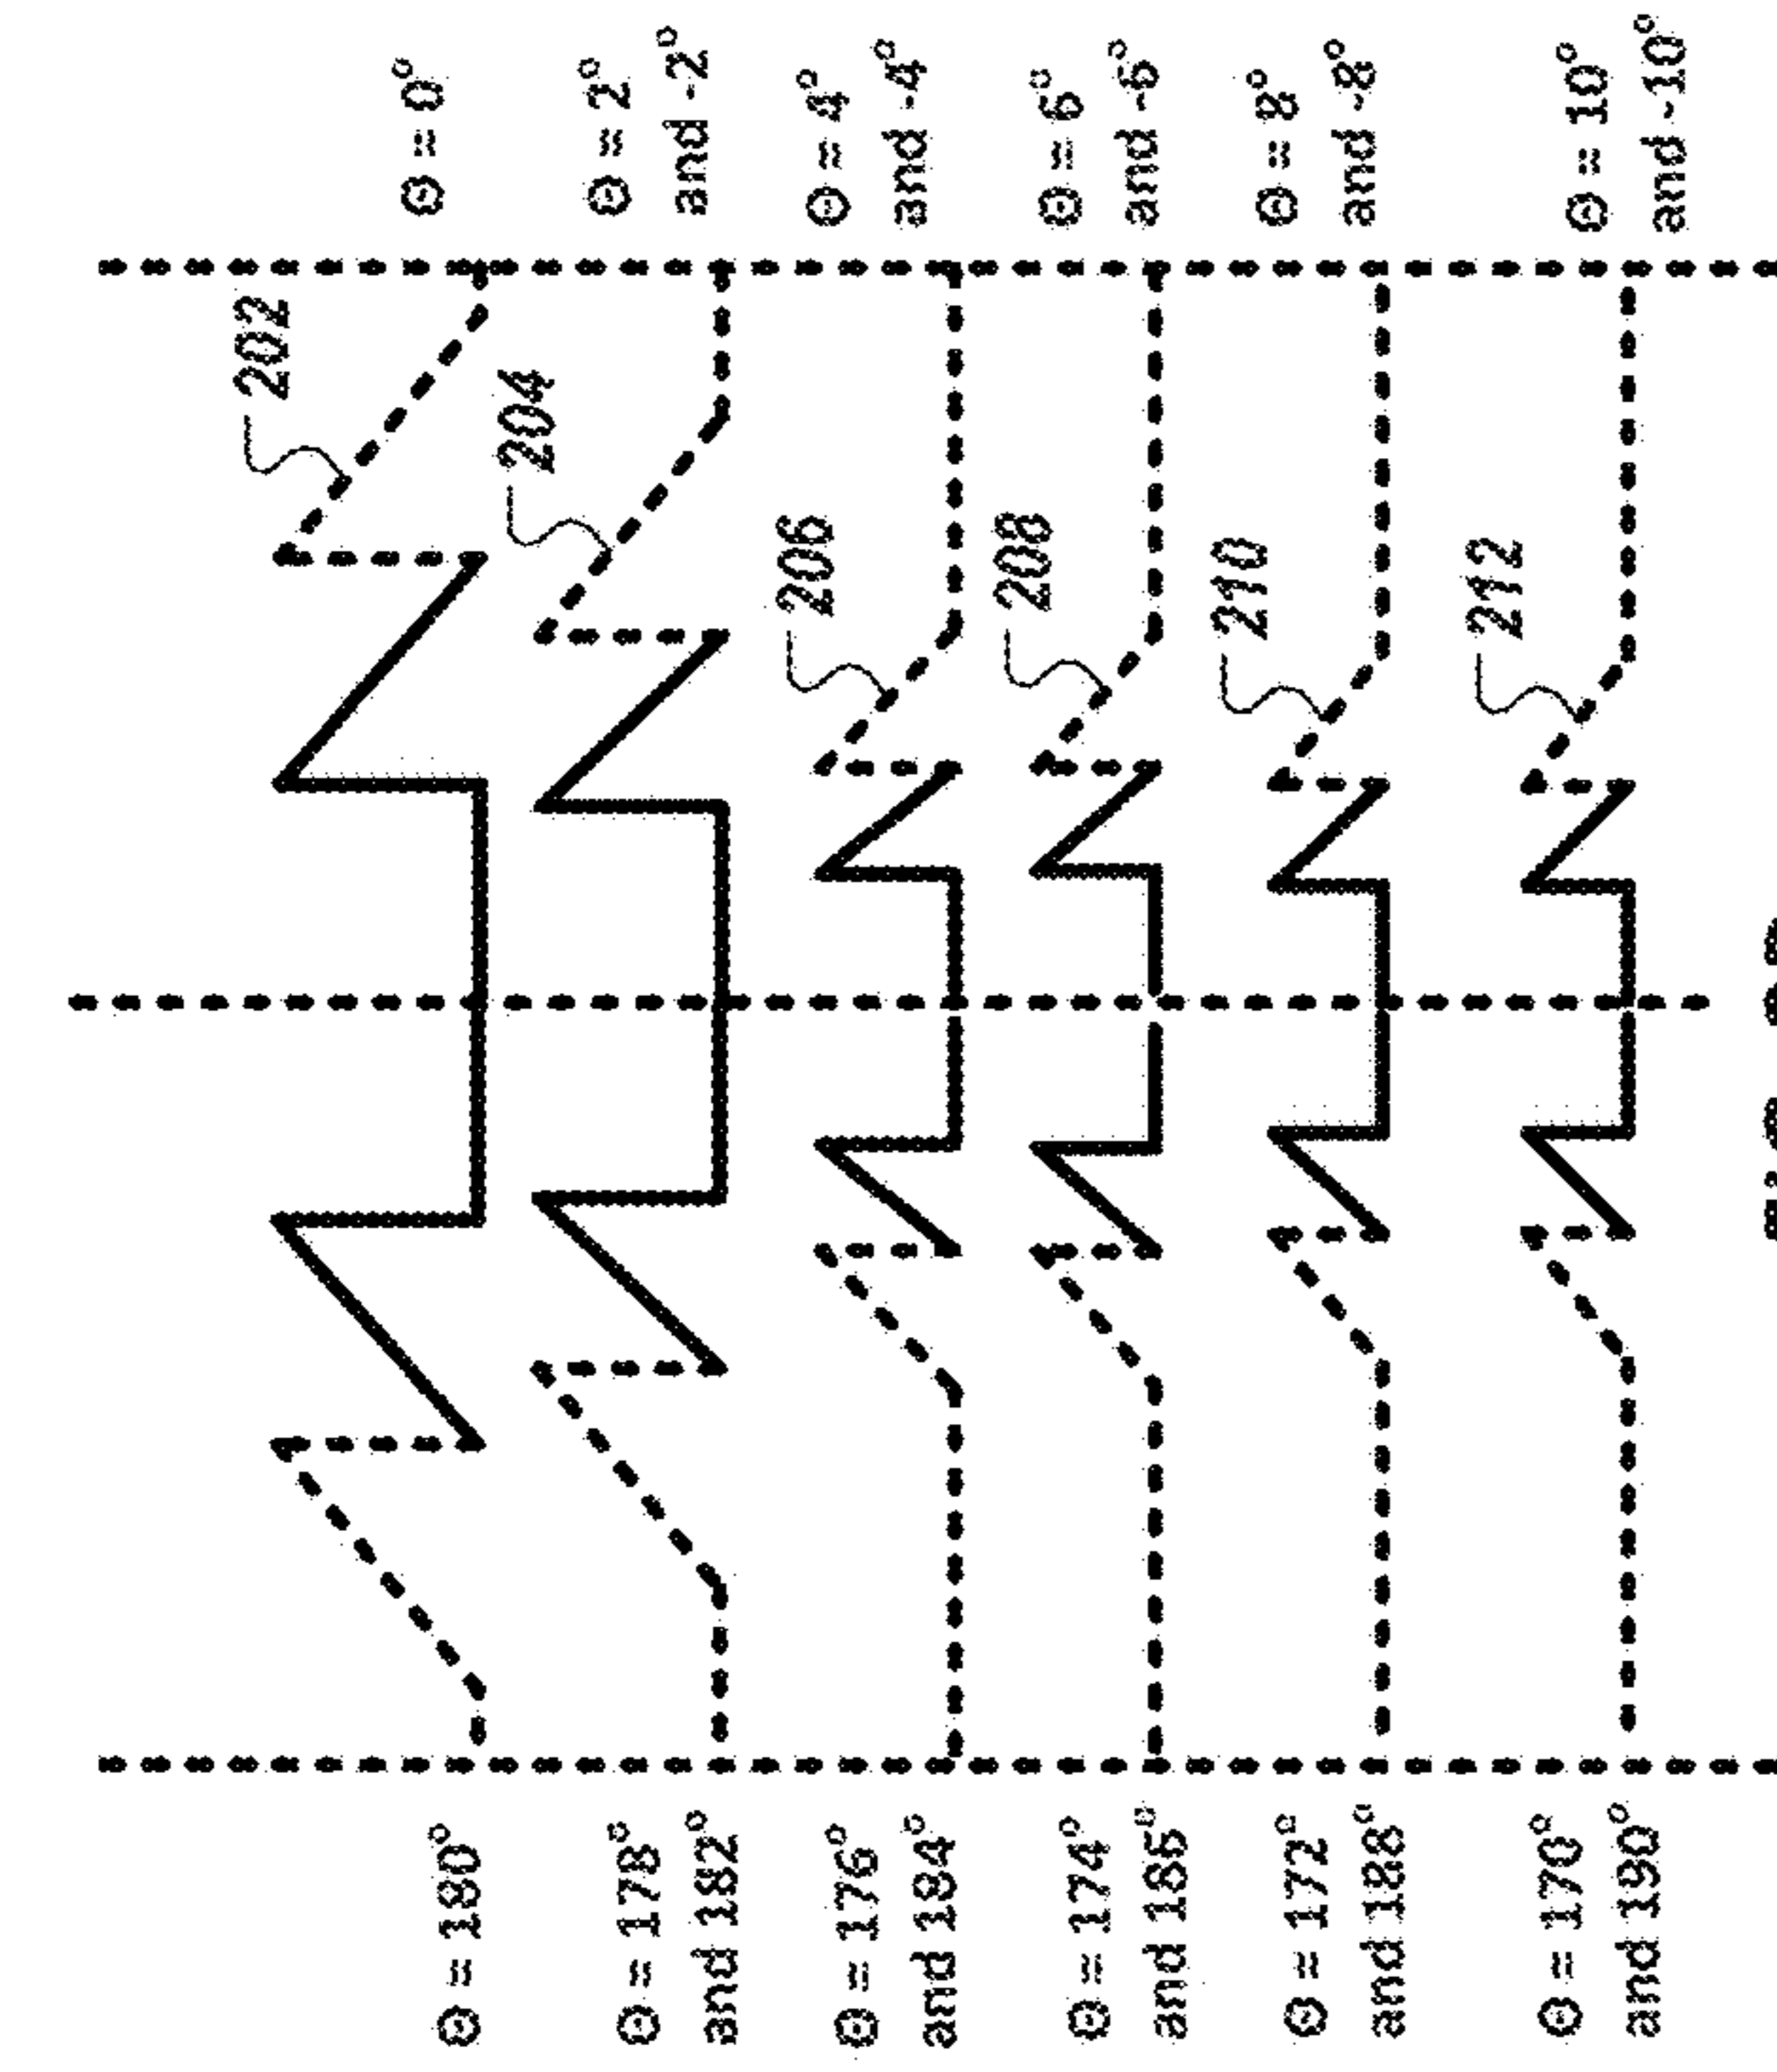 Θ = 0°
Θ = 2°
and -2°
Θ = 4°
and -4°
Θ = 6°
and -6°
Θ = 8°
and -8°
Θ = 10°
and -10°
202
204
206
208
210
212
Θ = 180°
Θ = 178°
and 182°
Θ = 176°
and 184°
Θ = 174°
and 186°
Θ = 172°
and 188°
Θ = 170°
and 190°